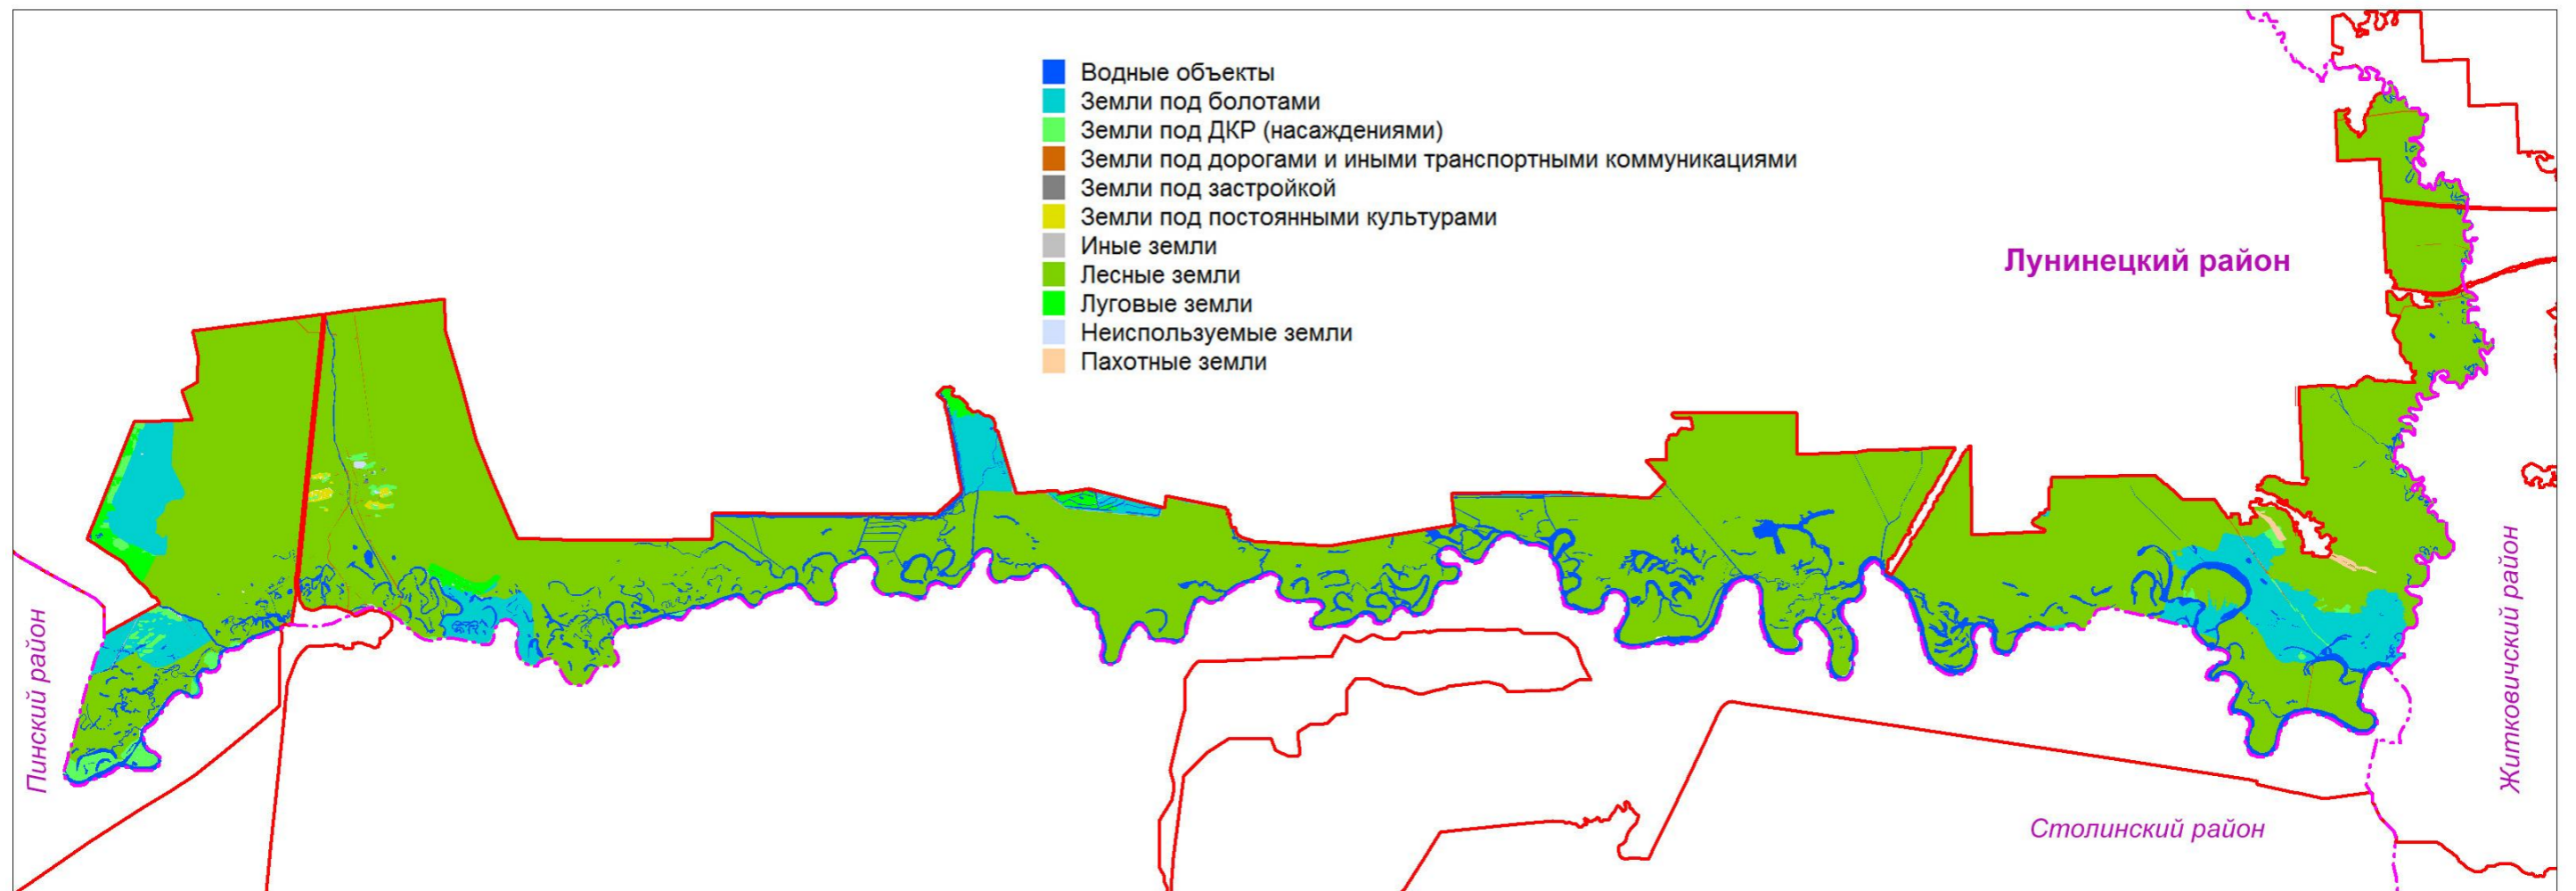 Водные объекты
Земли под болотами
Земли под ДКР (насаждениями)
Земли под дорогами и иными транспортными коммуникациями
Земли под застройкой
Земли под постоянными культурами
Иные земли
Лесные земли
Луговые земли
Неиспользуемые земли
Пахотные земли
Лунинецкий район
Пинский район
Житковичский район
Столинский район